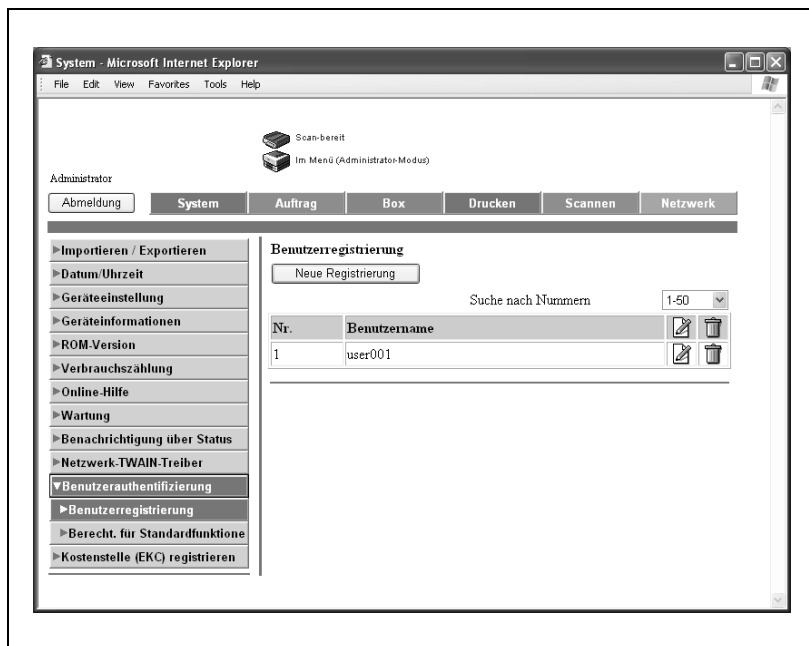 System - Microsoft Internet Explorer
File Edit View Favorites Tools Help
Scan-bereit
Im Menü (Administrator-Modus)
Administrator
Abmeldung System Auftrag Box Drucken Scannen Netzwerk
Importieren / Exportieren
Datum/Uhrzeit
Geräteeinstellung
Geräteinformationen
ROM-Version
Verbrauchszählung
Online-Hilfe
Wartung
Benachrichtigung über Status
Netzwerk-TWAIN-Treiber
Benutzerauthentifizierung
Benutzerregistrierung
Berecht. für Standardfunktione
Kostenstelle (EKC) registrieren
Benutzerregistrierung
Neue Registrierung
Suche nach Nummern 1-50
Nr. Benutzername
1 user001